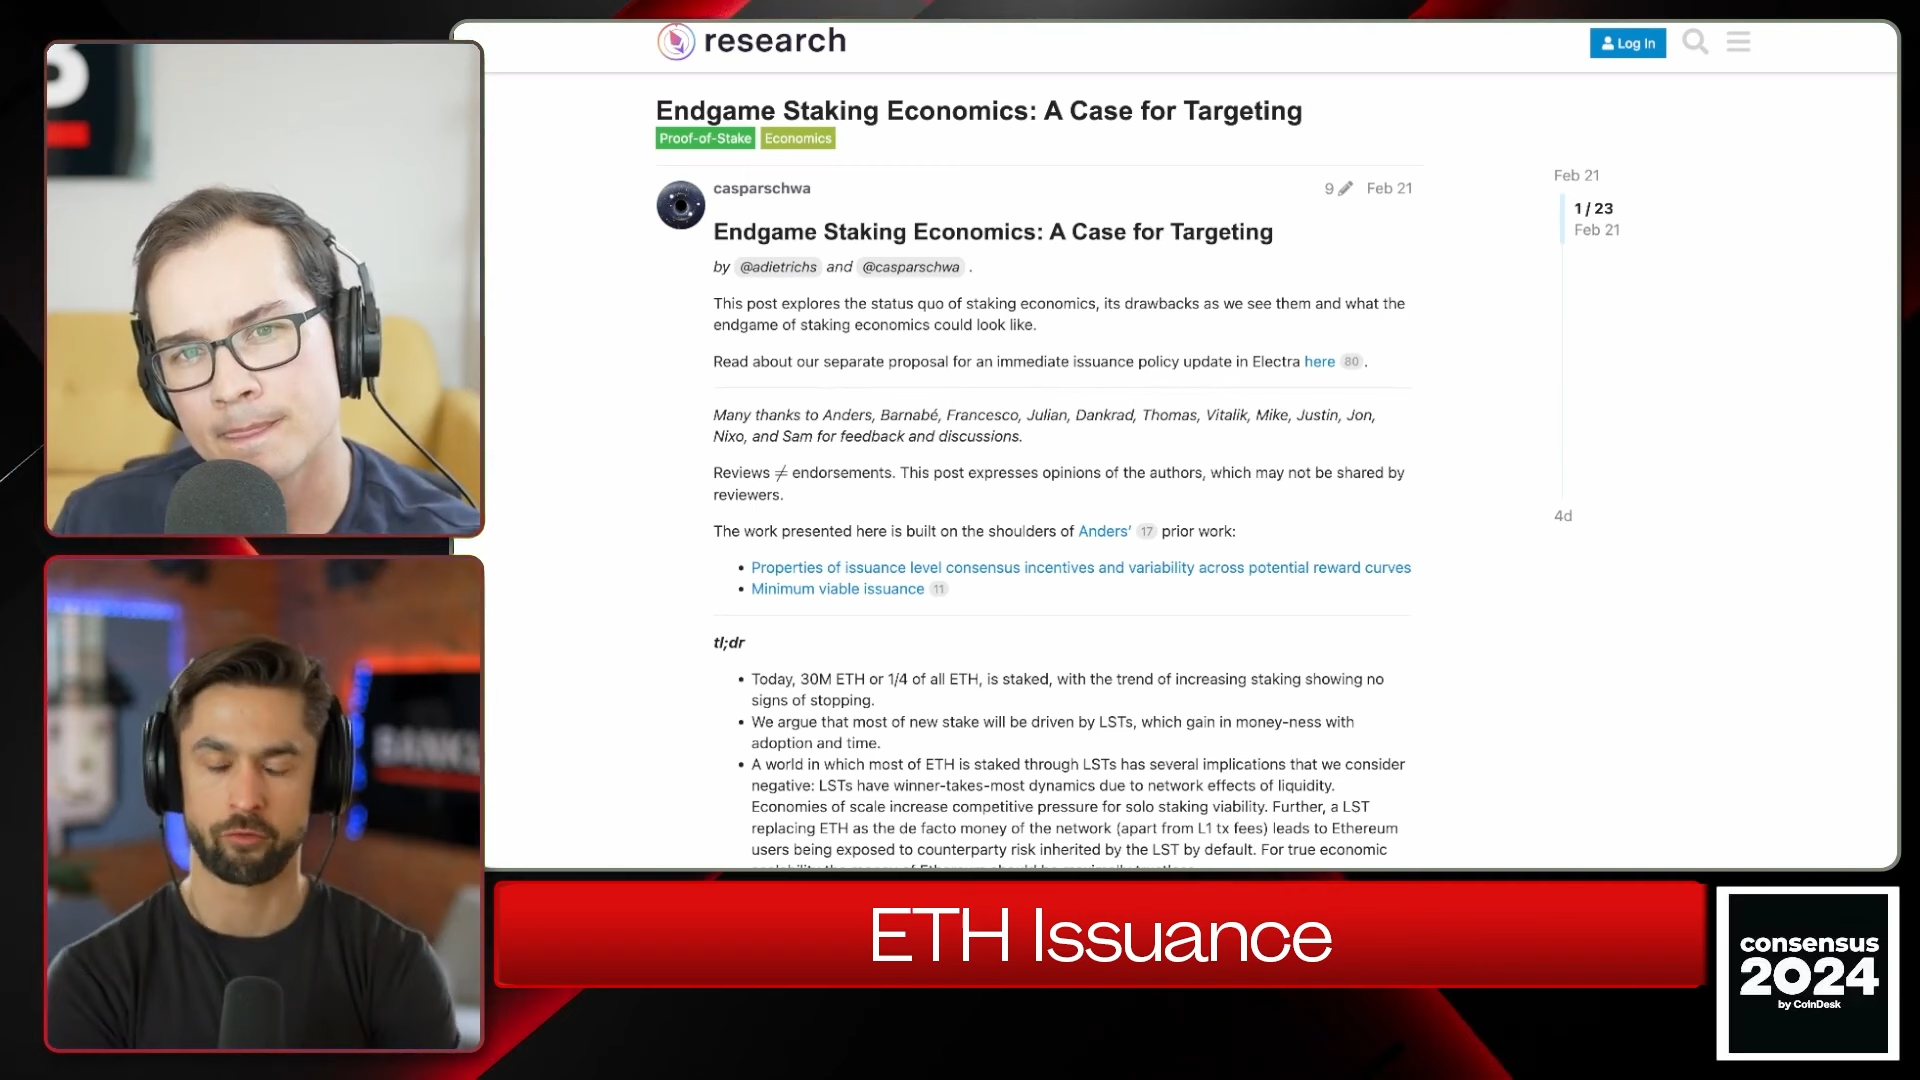 research
Log In
Endgame Staking Economics: A Case for Targeting
Proof-of-Stake Economics
casparschwa
9 Feb 21
Endgame Staking Economics: A Case for Targeting
by @adietrichs and @casparschwa .
This post explores the status quo of staking economics, its drawbacks as we see them and what the
endgame of staking economics could look like.
Read about our separate proposal for an immediate issuance policy update in Electra here 80 .
Many thanks to Anders, Barnabé, Francesco, Julian, Dankrad, Thomas, Vitalik, Mike, Justin, Jon,
Nixo, and Sam for feedback and discussions.
Reviews ≠ endorsements. This post expresses opinions of the authors, which may not be shared by
reviewers.
The work presented here is built on the shoulders of Anders' 17 prior work:
• Properties of issuance level consensus incentives and variability across potential reward curves
• Minimum viable issuance 11
tl;dr
• Today, 30M ETH or 1/4 of all ETH, is staked, with the trend of increasing staking showing no
signs of stopping.
• We argue that most of new stake will be driven by LSTs, which gain in money-ness with
adoption and time.
• A world in which most of ETH is staked through LSTs has several implications that we consider
negative: LSTs have winner-takes-most dynamics due to network effects of liquidity.
Economies of scale increase competitive pressure for solo staking viability. Further, a LST
replacing ETH as the de facto money of the network (apart from L1 tx fees) leads to Ethereum
users being exposed to counterparty risk inherited by the LST by default. For true economic
Feb 21
1 / 23
Feb 21
4d
BANKS
ETH Issuance
consensus
2024
by CoinDesk